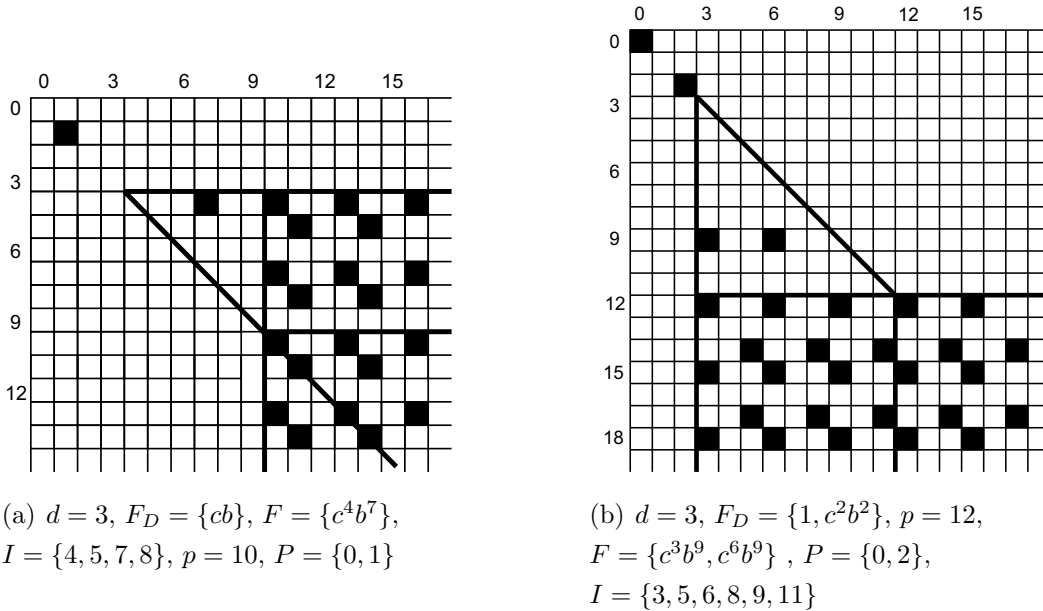 0 3 6 9 12 15
0
3
6
9
12
0 3 6 9 12 15
0
3
6
9
12
15
18
(a) d = 3, F_D = {cb}, F = {c^4b^7},
I = {4, 5, 7, 8}, p = 10, P = {0, 1}
(b) d = 3, F_D = {1, c^2b^2}, p = 12,
F = {c^3b^9, c^6b^9} , P = {0, 2},
I = {3, 5, 6, 8, 9, 11}